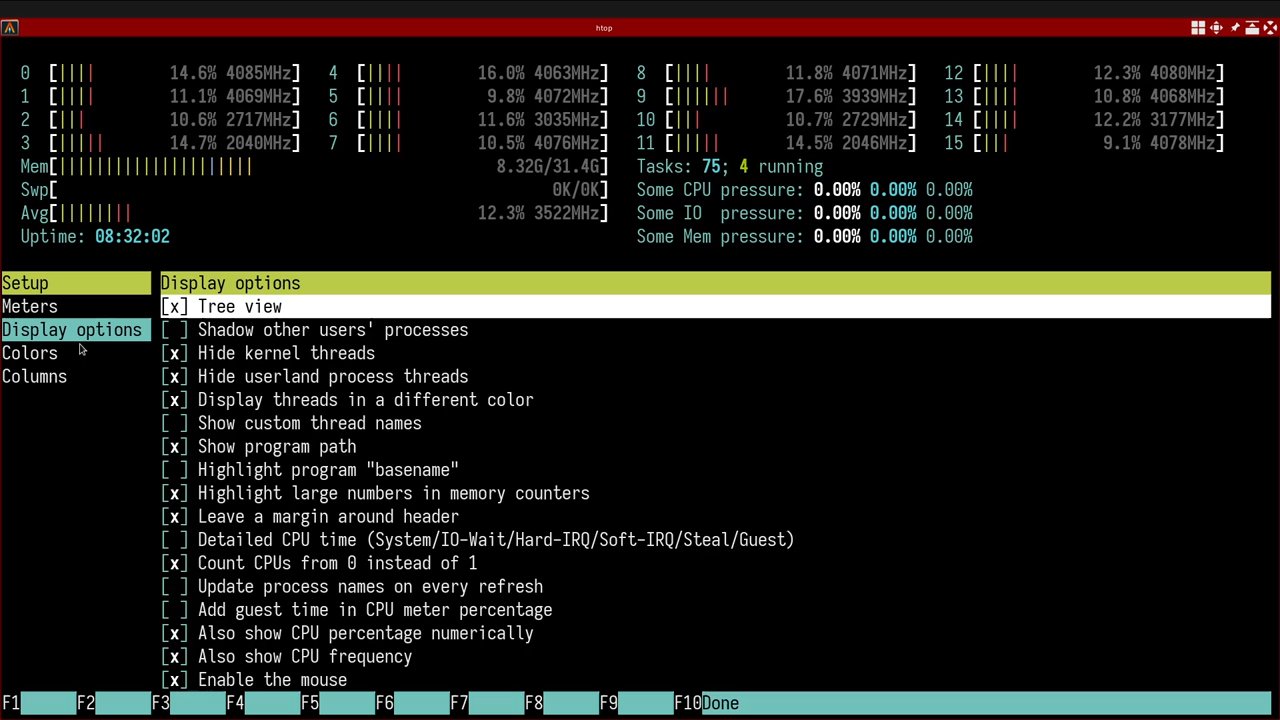 htop
0 [|||| 14.6% 4085MHz] 4 [|||| 16.0% 4063MHz] 8 [|||| 11.8% 4071MHz] 12 [|||| 12.3% 4080MHz]
1 [|||| 11.1% 4069MHz] 5 [|||| 9.8% 4072MHz] 9 [|||||| 17.6% 3939MHz] 13 [|||| 10.8% 4068MHz]
2 [||| 10.6% 2717MHz] 6 [|||| 11.6% 3035MHz] 10 [||| 10.7% 2729MHz] 14 [|||| 12.2% 3177MHz]
3 [||||| 14.7% 2040MHz] 7 [|||| 10.5% 4076MHz] 11 [||||| 14.5% 2046MHz] 15 [||| 9.1% 4078MHz]
Mem[||||||||||||||||||||| 8.32G/31.4G] Tasks: 75; 4 running
Swp[ 0K/0K] Some CPU pressure: 0.00% 0.00% 0.00%
Avg[|||||||| 12.3% 3522MHz] Some IO pressure: 0.00% 0.00% 0.00%
Uptime: 08:32:02 Some Mem pressure: 0.00% 0.00% 0.00%
Setup Display options
Meters [x] Tree view
Display options [ ] Shadow other users' processes
Colors [x] Hide kernel threads
Columns [x] Hide userland process threads
[x] Display threads in a different color
[ ] Show custom thread names
[x] Show program path
[ ] Highlight program "basename"
[x] Highlight large numbers in memory counters
[x] Leave a margin around header
[ ] Detailed CPU time (System/IO-Wait/Hard-IRQ/Soft-IRQ/Steal/Guest)
[x] Count CPUs from 0 instead of 1
[ ] Update process names on every refresh
[ ] Add guest time in CPU meter percentage
[x] Also show CPU percentage numerically
[x] Also show CPU frequency
[x] Enable the mouse
F1 F2 F3 F4 F5 F6 F7 F8 F9 F10Done